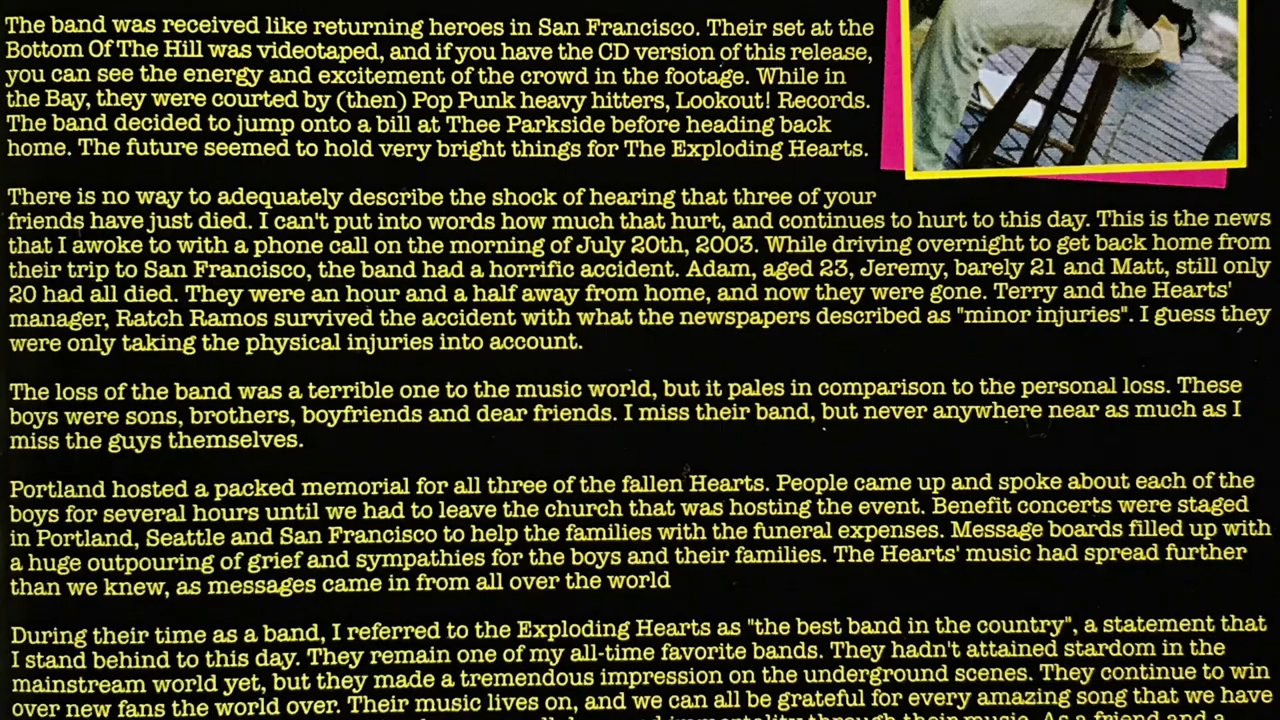 The band was received like returning heroes in San Francisco. Their set at the
Bottom Of The Hill was videotaped, and if you have the CD version of this release,
you can see the energy and excitement of the crowd in the footage. While in
the Bay, they were courted by (then) Pop Punk heavy hitters, Lookout! Records.
The band decided to jump onto a bill at Thee Parkside before heading back
home. The future seemed to hold very bright things for The Exploding Hearts.
There is no way to adequately describe the shock of hearing that three of your
friends have just died. I can't put into words how much that hurt, and continues to hurt to this day. This is the news
that I awoke to with a phone call on the morning of July 20th, 2003. While driving overnight to get back home from
their trip to San Francisco, the band had a horrific accident. Adam, aged 23, Jeremy, barely 21 and Matt, still only
20 had all died. They were an hour and a half away from home, and now they were gone. Terry and the Hearts'
manager, Ratch Ramos survived the accident with what the newspapers described as "minor injuries". I guess they
were only taking the physical injuries into account.
The loss of the band was a terrible one to the music world, but it pales in comparison to the personal loss. These
boys were sons, brothers, boyfriends and dear friends. I miss their band, but never anywhere near as much as I
miss the guys themselves.
Portland hosted a packed memorial for all three of the fallen Hearts. People came up and spoke about each of the
boys for several hours until we had to leave the church that was hosting the event. Benefit concerts were staged
in Portland, Seattle and San Francisco to help the families with the funeral expenses. Message boards filled up with
a huge outpouring of grief and sympathies for the boys and their families. The Hearts' music had spread further
than we knew, as messages came in from all over the world
During their time as a band, I referred to the Exploding Hearts as "the best band in the country", a statement that
I stand behind to this day. They remain one of my all-time favorite bands. They hadn't attained stardom in the
mainstream world yet, but they made a tremendous impression on the underground scenes. They continue to win
over new fans the world over. Their music lives on, and we can all be grateful for every amazing song that we have
immortality through their music. As a friend and a